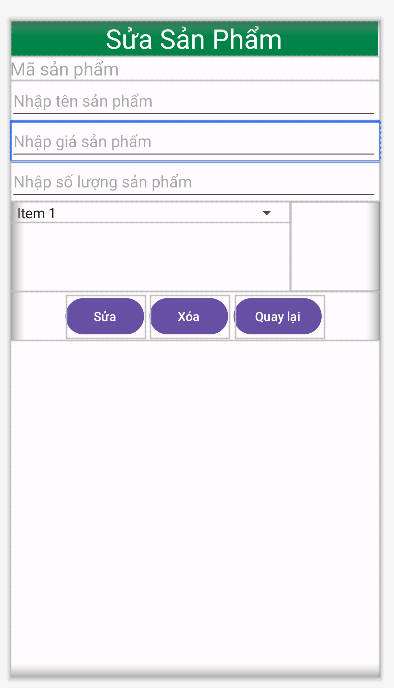 Sửa Sản Phẩm
Mã sản phẩm
Nhập tên sản phẩm
Nhập giá sản phẩm
Nhập số lượng sản phẩm
Item 1
Sửa Xóa Quay lại